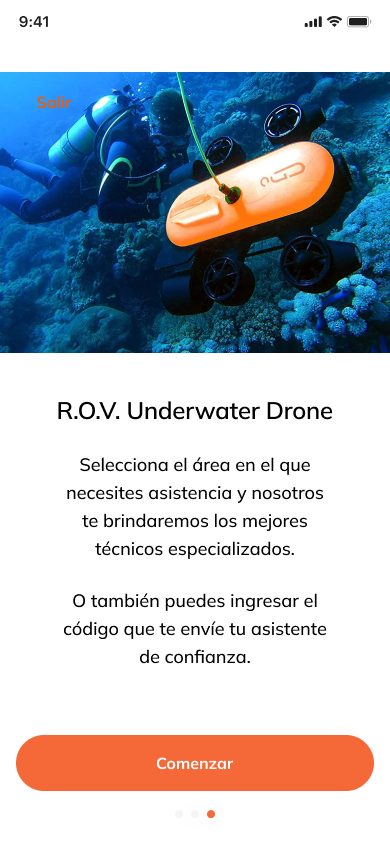 9:41
Salir
R.O.V. Underwater Drone
Selecciona el área en el que
necesites asistencia y nosotros
te brindaremos los mejores
técnicos especializados.
O también puedes ingresar el
código que te envíe tu asistente
de confianza.
Comenzar